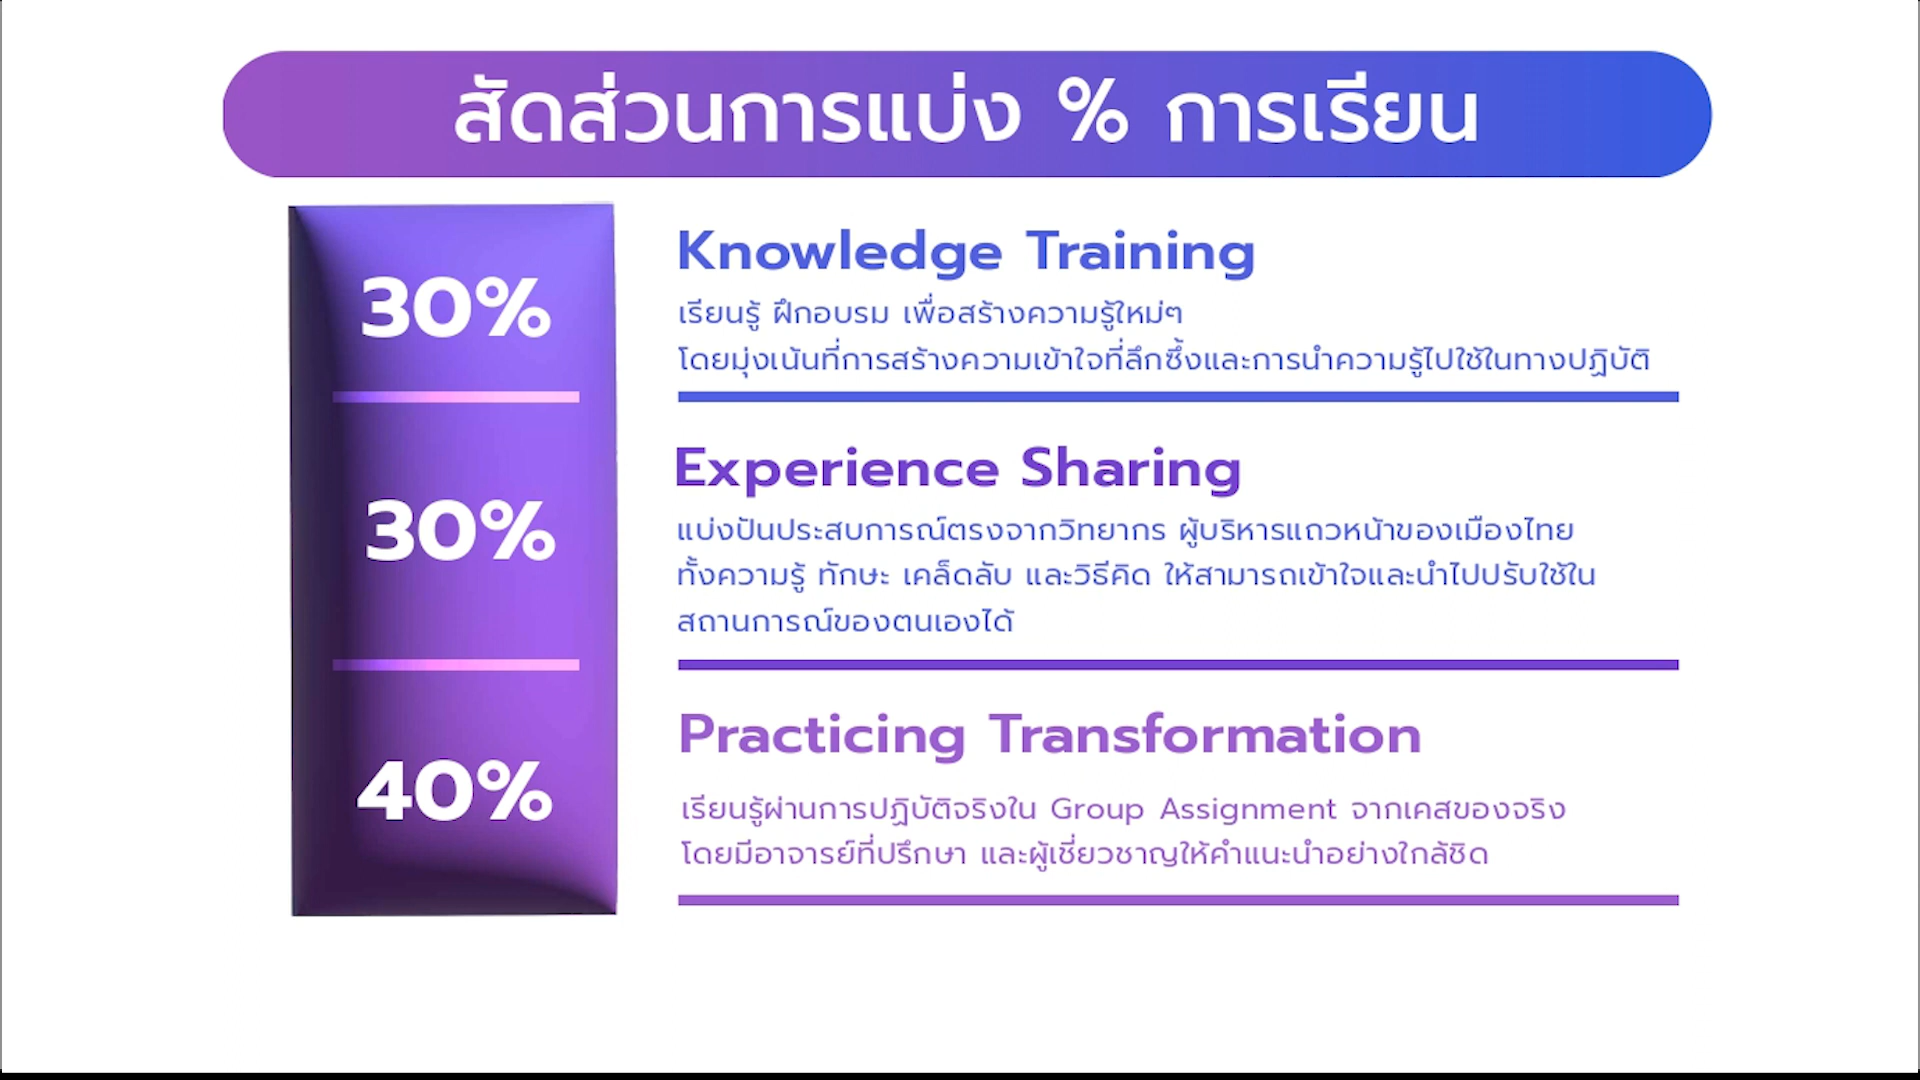 สัดส่วนการแบ่ง % การเรียน
30%
Knowledge Training
เรียนรู้ ฝึกอบรม เพื่อสร้างความรู้ใหม่ๆ
โดยมุ่งเน้นที่การสร้างความเข้าใจที่ลึกซึ้งและการนำความรู้ไปใช้ในทางปฏิบัติ
30%
Experience Sharing
แบ่งปันประสบการณ์ตรงจากวิทยากร ผู้บริหารแถวหน้าของเมืองไทย
ทั้งความรู้ ทักษะ เคล็ดลับ และวิธีคิด ให้สามารถเข้าใจและนำไปปรับใช้ใน
สถานการณ์ของตนเองได้
40%
Practicing Transformation
เรียนรู้ผ่านการปฏิบัติจริงใน Group Assignment จากเคสของจริง
โดยมีอาจารย์ที่ปรึกษา และผู้เชี่ยวชาญให้คำแนะนำอย่างใกล้ชิด